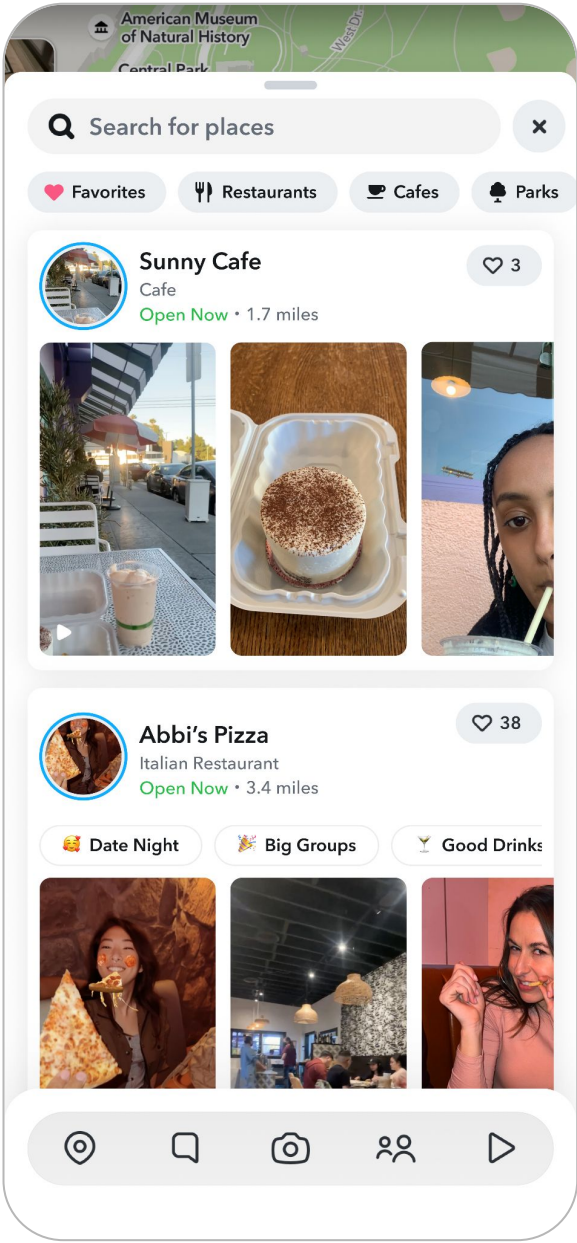 American Museum
of Natural History
West Dr.
Central Park
Search for places
Favorites
Restaurants
Cafes
Parks
Sunny Cafe
3
Cafe
Open Now • 1.7 miles
Abbi's Pizza
38
Italian Restaurant
Open Now • 3.4 miles
Date Night
Big Groups
Good Drinks